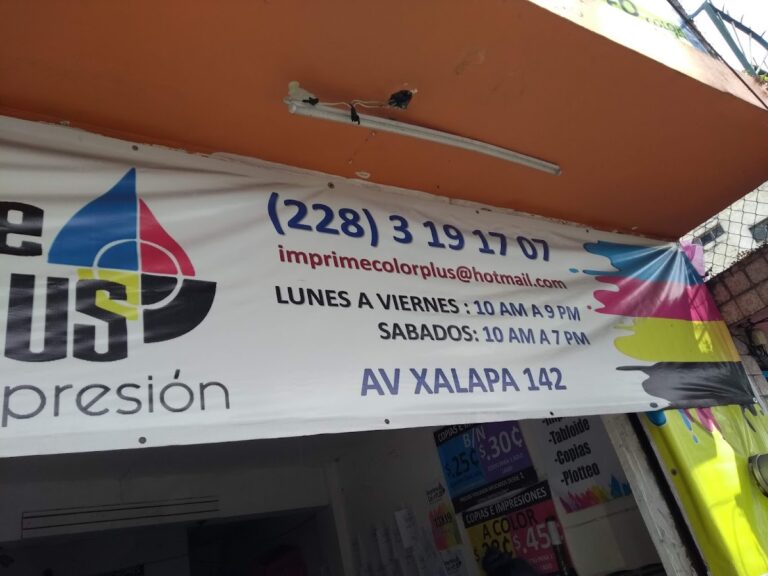 (228) 3 19 17 07
imprimecolorplus@hotmail.com
LUNES A VIERNES : 10 AM A 9 PM
SABADOS: 10 AM A 7 PM
AV XALAPA 142
e
US
presión
B/N
$.25¢ $.30¢
COPIAS E IMPRESIONES
A COLOR
$.45
-Tabloide
-Copias
-Plotteo